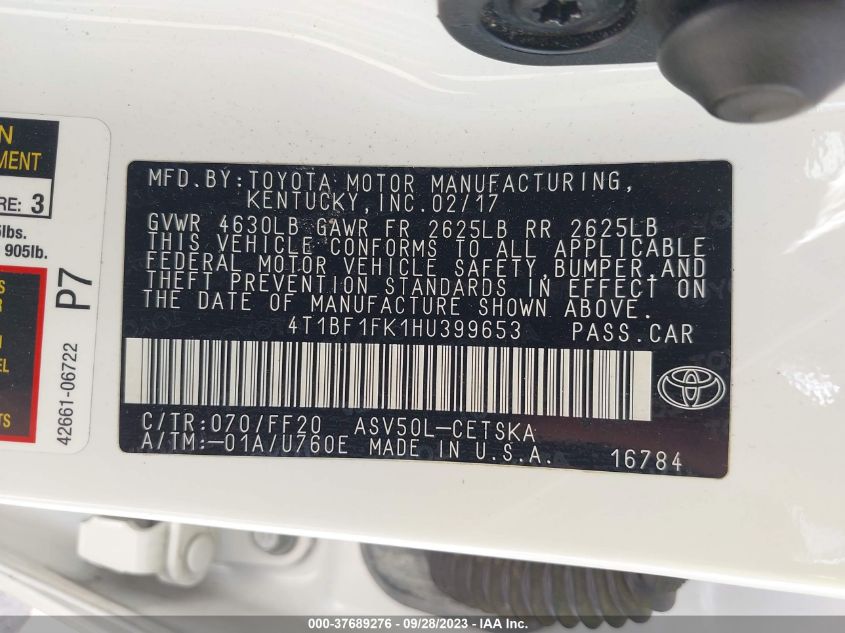 N
MENT
RE: 3
lbs.
905lb.
P7
42661-06722
MFD.BY:TOYOTA MOTOR MANUFACTURING,
KENTUCKY,INC.02/17
GVWR 4630LB GAWR FR 2625LB RR 2625LB
THIS VEHICLE CONFORMS TO ALL APPLICABLE
FEDERAL MOTOR VEHICLE SAFETY,BUMPER,AND
THEFT PREVENTION STANDARDS IN EFFECT ON
THE DATE OF MANUFACTURE SHOWN ABOVE.
4T1BF1FK1HU399653 PASS.CAR
C/TR:070/FF20 ASV50L-CETSKA
A/TM:-01A/U760E MADE IN U.S.A.
16784
000-37689276 - 09/28/2023 - IAA Inc.